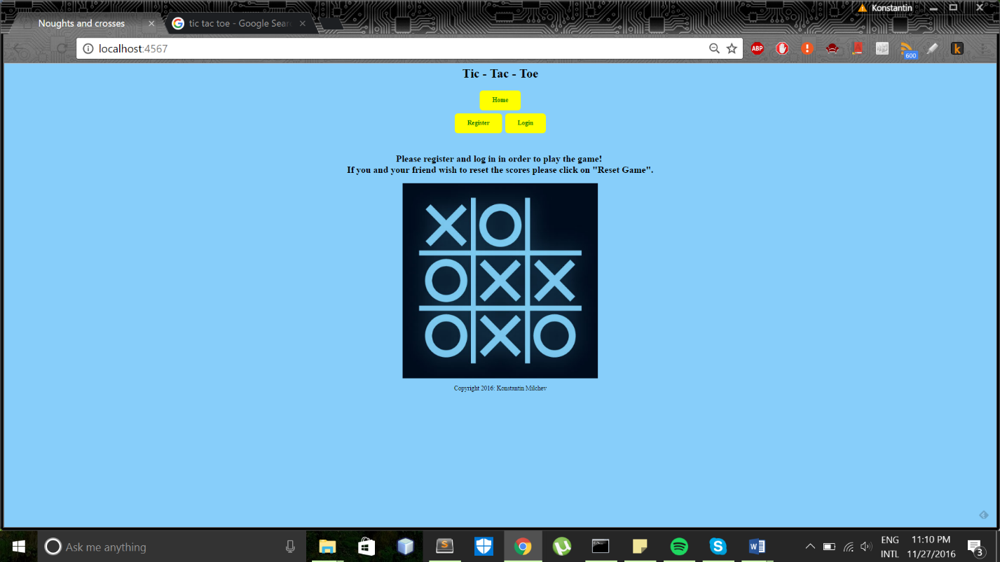 Konstantin
Noughts and crosses
tic tac toe - Google Sear
localhost:4567
ABP
600
k
Tic - Tac - Toe
Home
Register Login
Please register and log in in order to play the game!
If you and your friend wish to reset the scores please click on "Reset Game".
X O
O X X
O X O
Copyright 2016: Konstantin Milchev
Ask me anything
ENG 11:10 PM
INTL 11/27/2016
3